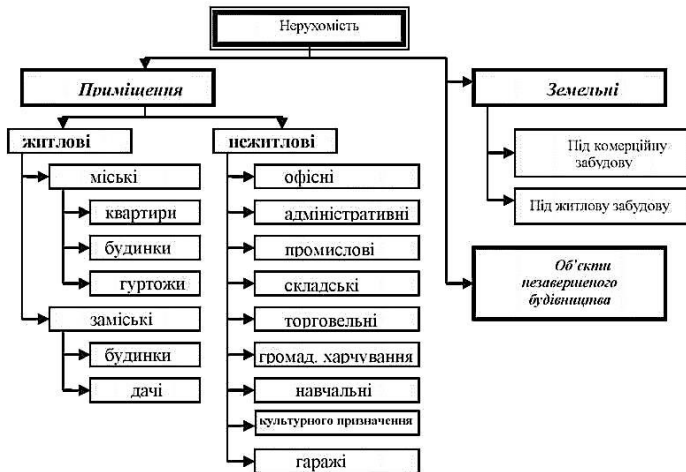 Нерухомість
Приміщення
Земельні
житлові
нежитлові
міські
квартири
будинки
гуртожи
заміські
будинки
дачі
офісні
адміністративні
промислові
складські
торговельні
громад. харчування
навчальні
культурного призначення
гаражі
Під комерційну
забудову
Під житлову забудову
Об'єкти
незавершеного
будівництва